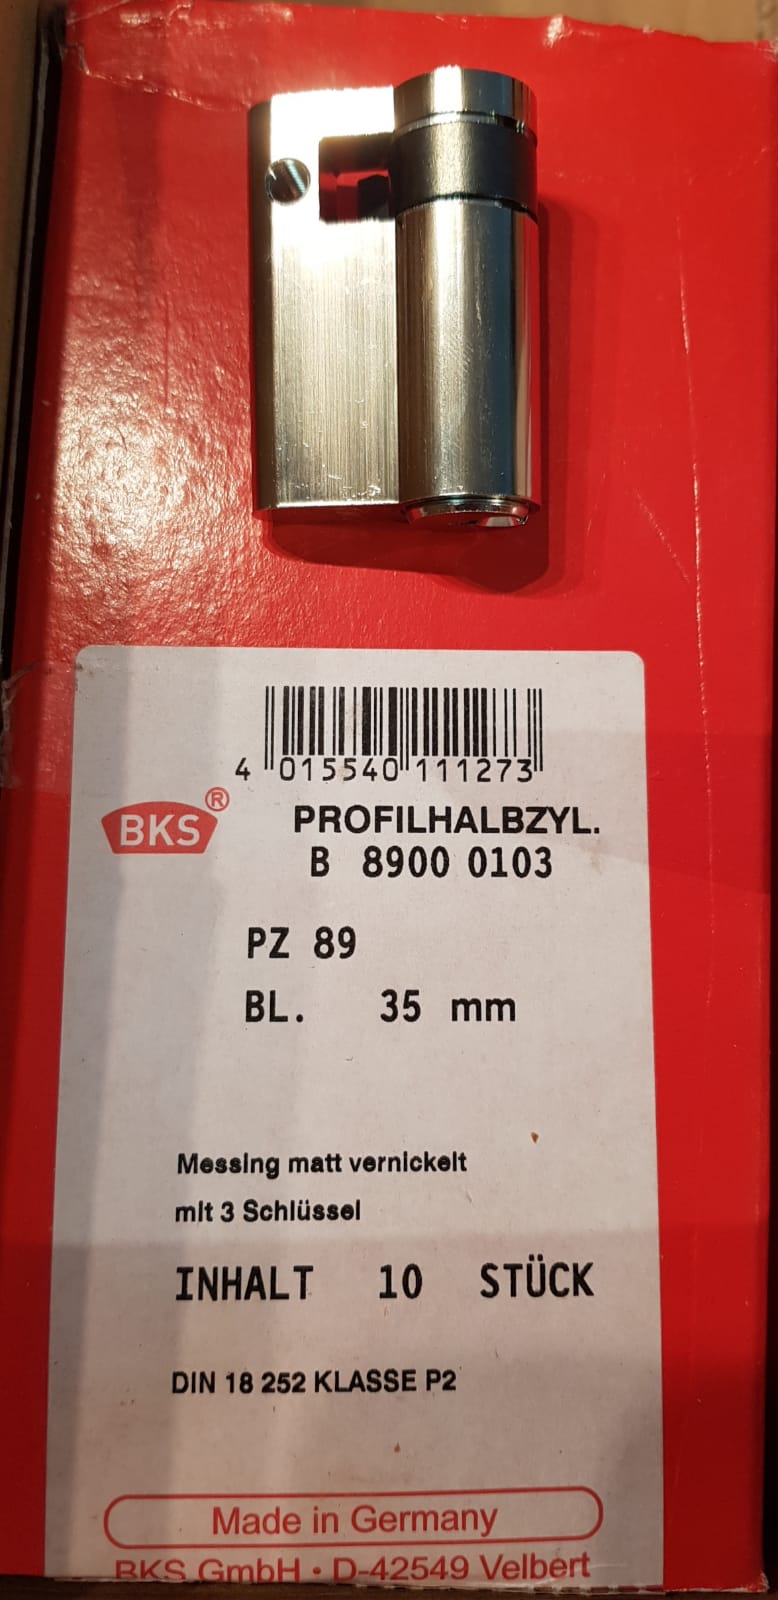 4 015540 111273
BKS®
PROFILHALBZYL.
B 8900 0103
PZ 89
BL. 35 mm
Messing matt vernickelt
mit 3 Schlüssel
INHALT 10 STÜCK
DIN 18 252 KLASSE P2
Made in Germany
BKS GmbH • D-42549 Velbert